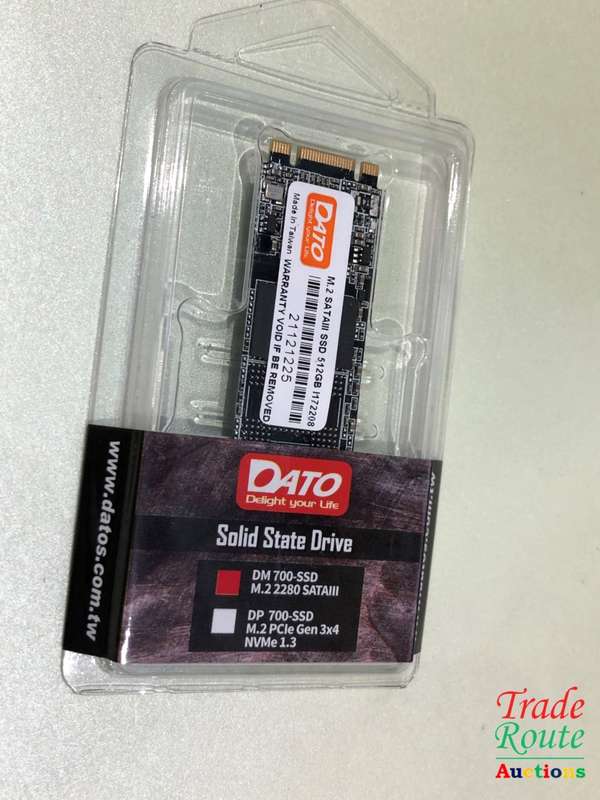 DATO
Delight your Life
M.2 SATAIII SSD 512GB I172208
21121225
Made in Taiwan WARRANTY VOID IF BE REMOVED
DATO
Delight your Life
Solid State Drive
DM 700-SSD
M.2 2280 SATAIII
DP 700-SSD
M.2 PCIe Gen 3x4
NVMe 1.3
www.datos.com.tw
Trade
Route
Auctions